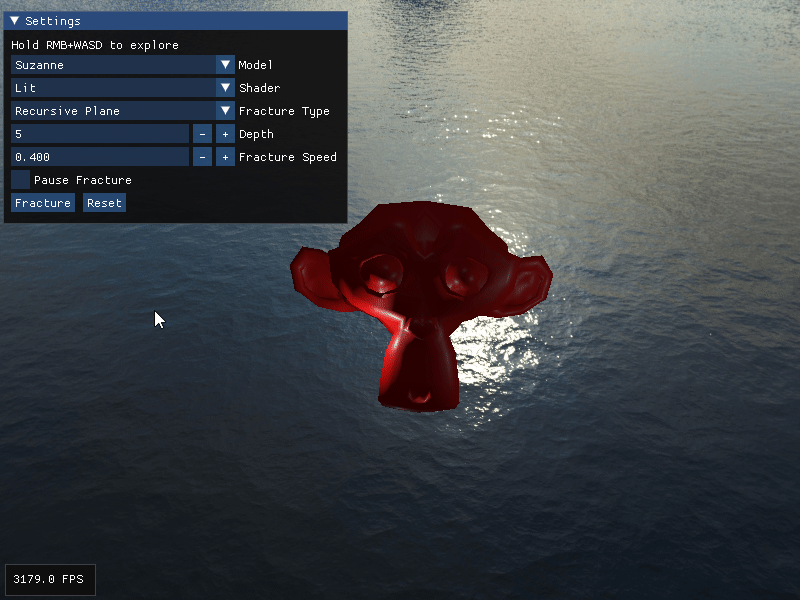 Settings
Hold RMB+WASD to explore
Suzanne Model
Lit Shader
Recursive Plane Fracture Type
5 - + Depth
0.400 - + Fracture Speed
Pause Fracture
Fracture Reset
3179.0 FPS